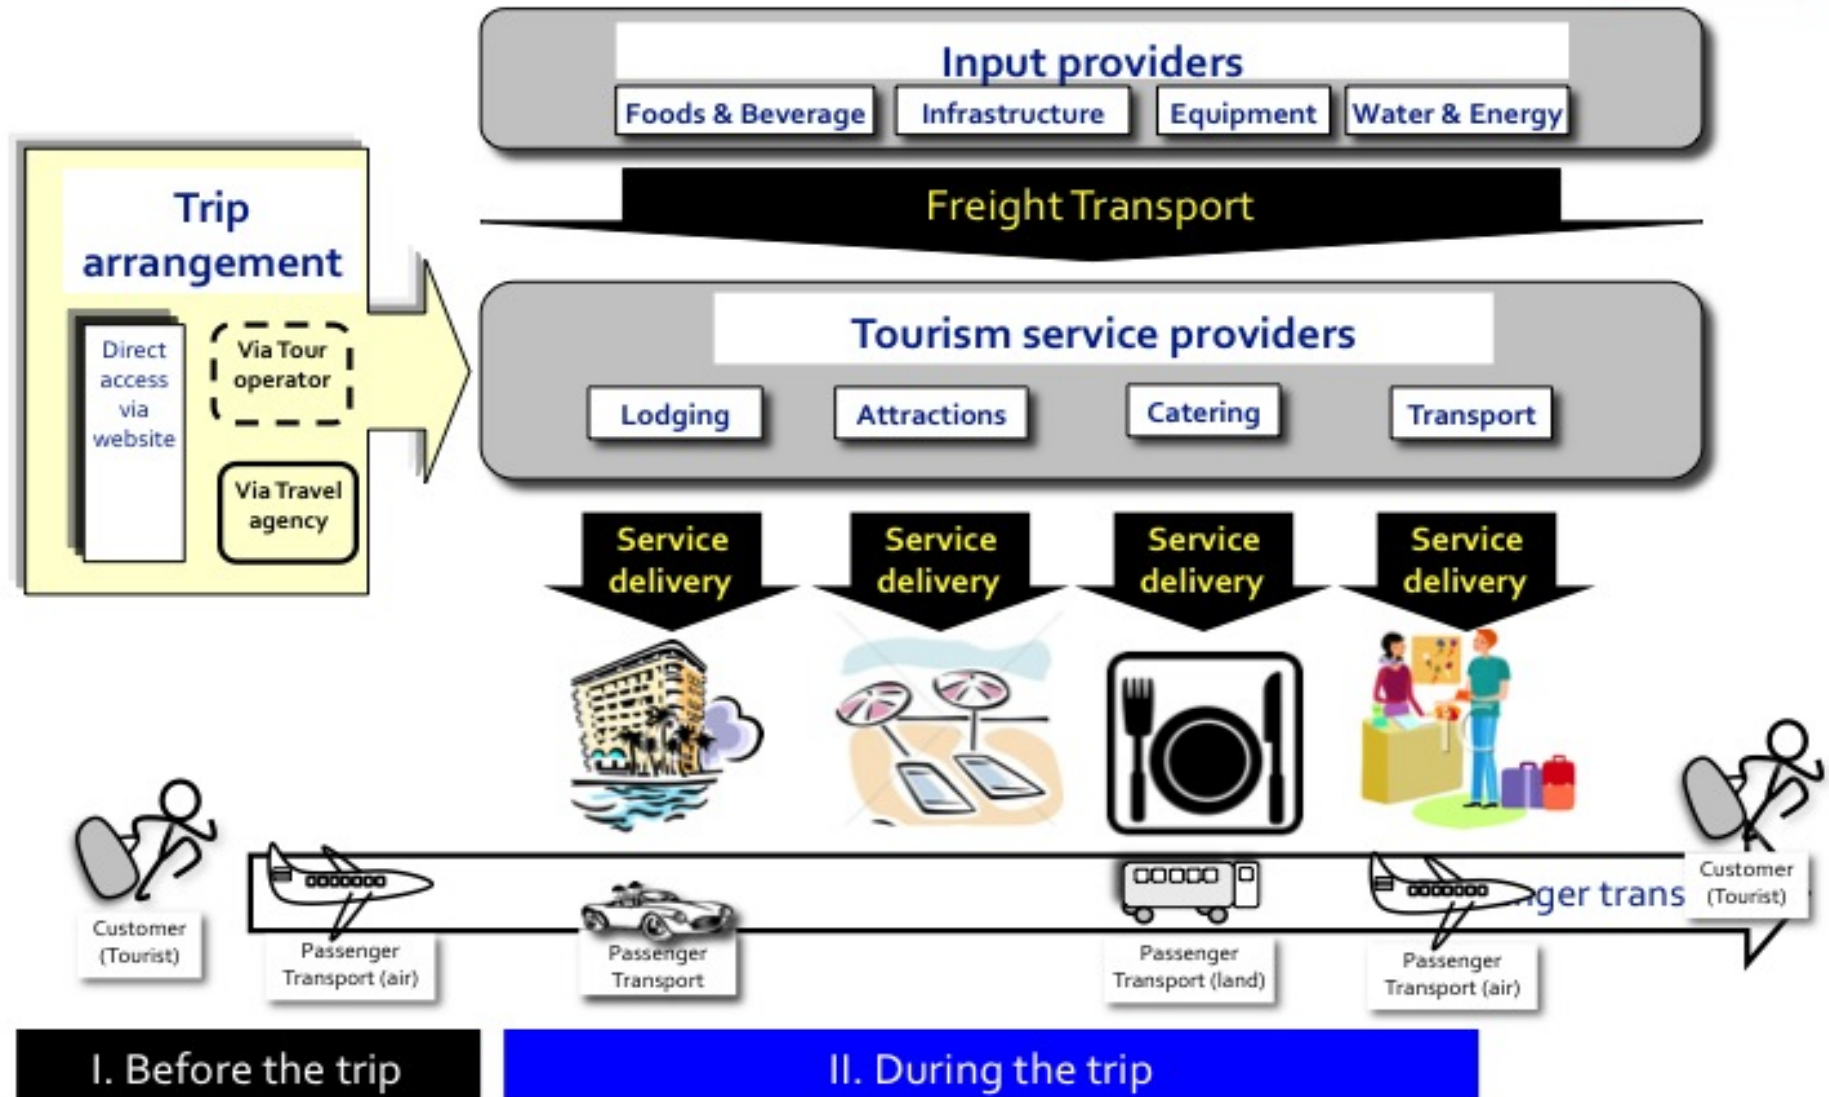 Input providers
Foods & Beverage
Infrastructure
Equipment
Water & Energy
Freight Transport
Trip
arrangement
Direct
access
via
website
Via Tour
operator
Via Travel
agency
Tourism service providers
Lodging
Attractions
Catering
Transport
Service
delivery
Service
delivery
Service
delivery
Service
delivery
Customer
(Tourist)
Passenger
Transport (air)
Passenger
Transport
Passenger
Transport (land)
Passenger
Transport (air)
nger trans
Customer
(Tourist)
I. Before the trip
II. During the trip